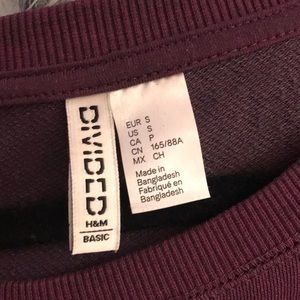 DIVIDED
H&M
BASIC
EUR S
US S
CA P
CN 165/88A
MX CH
Made in
Bangladesh
Fabriqué en
Bangladesh